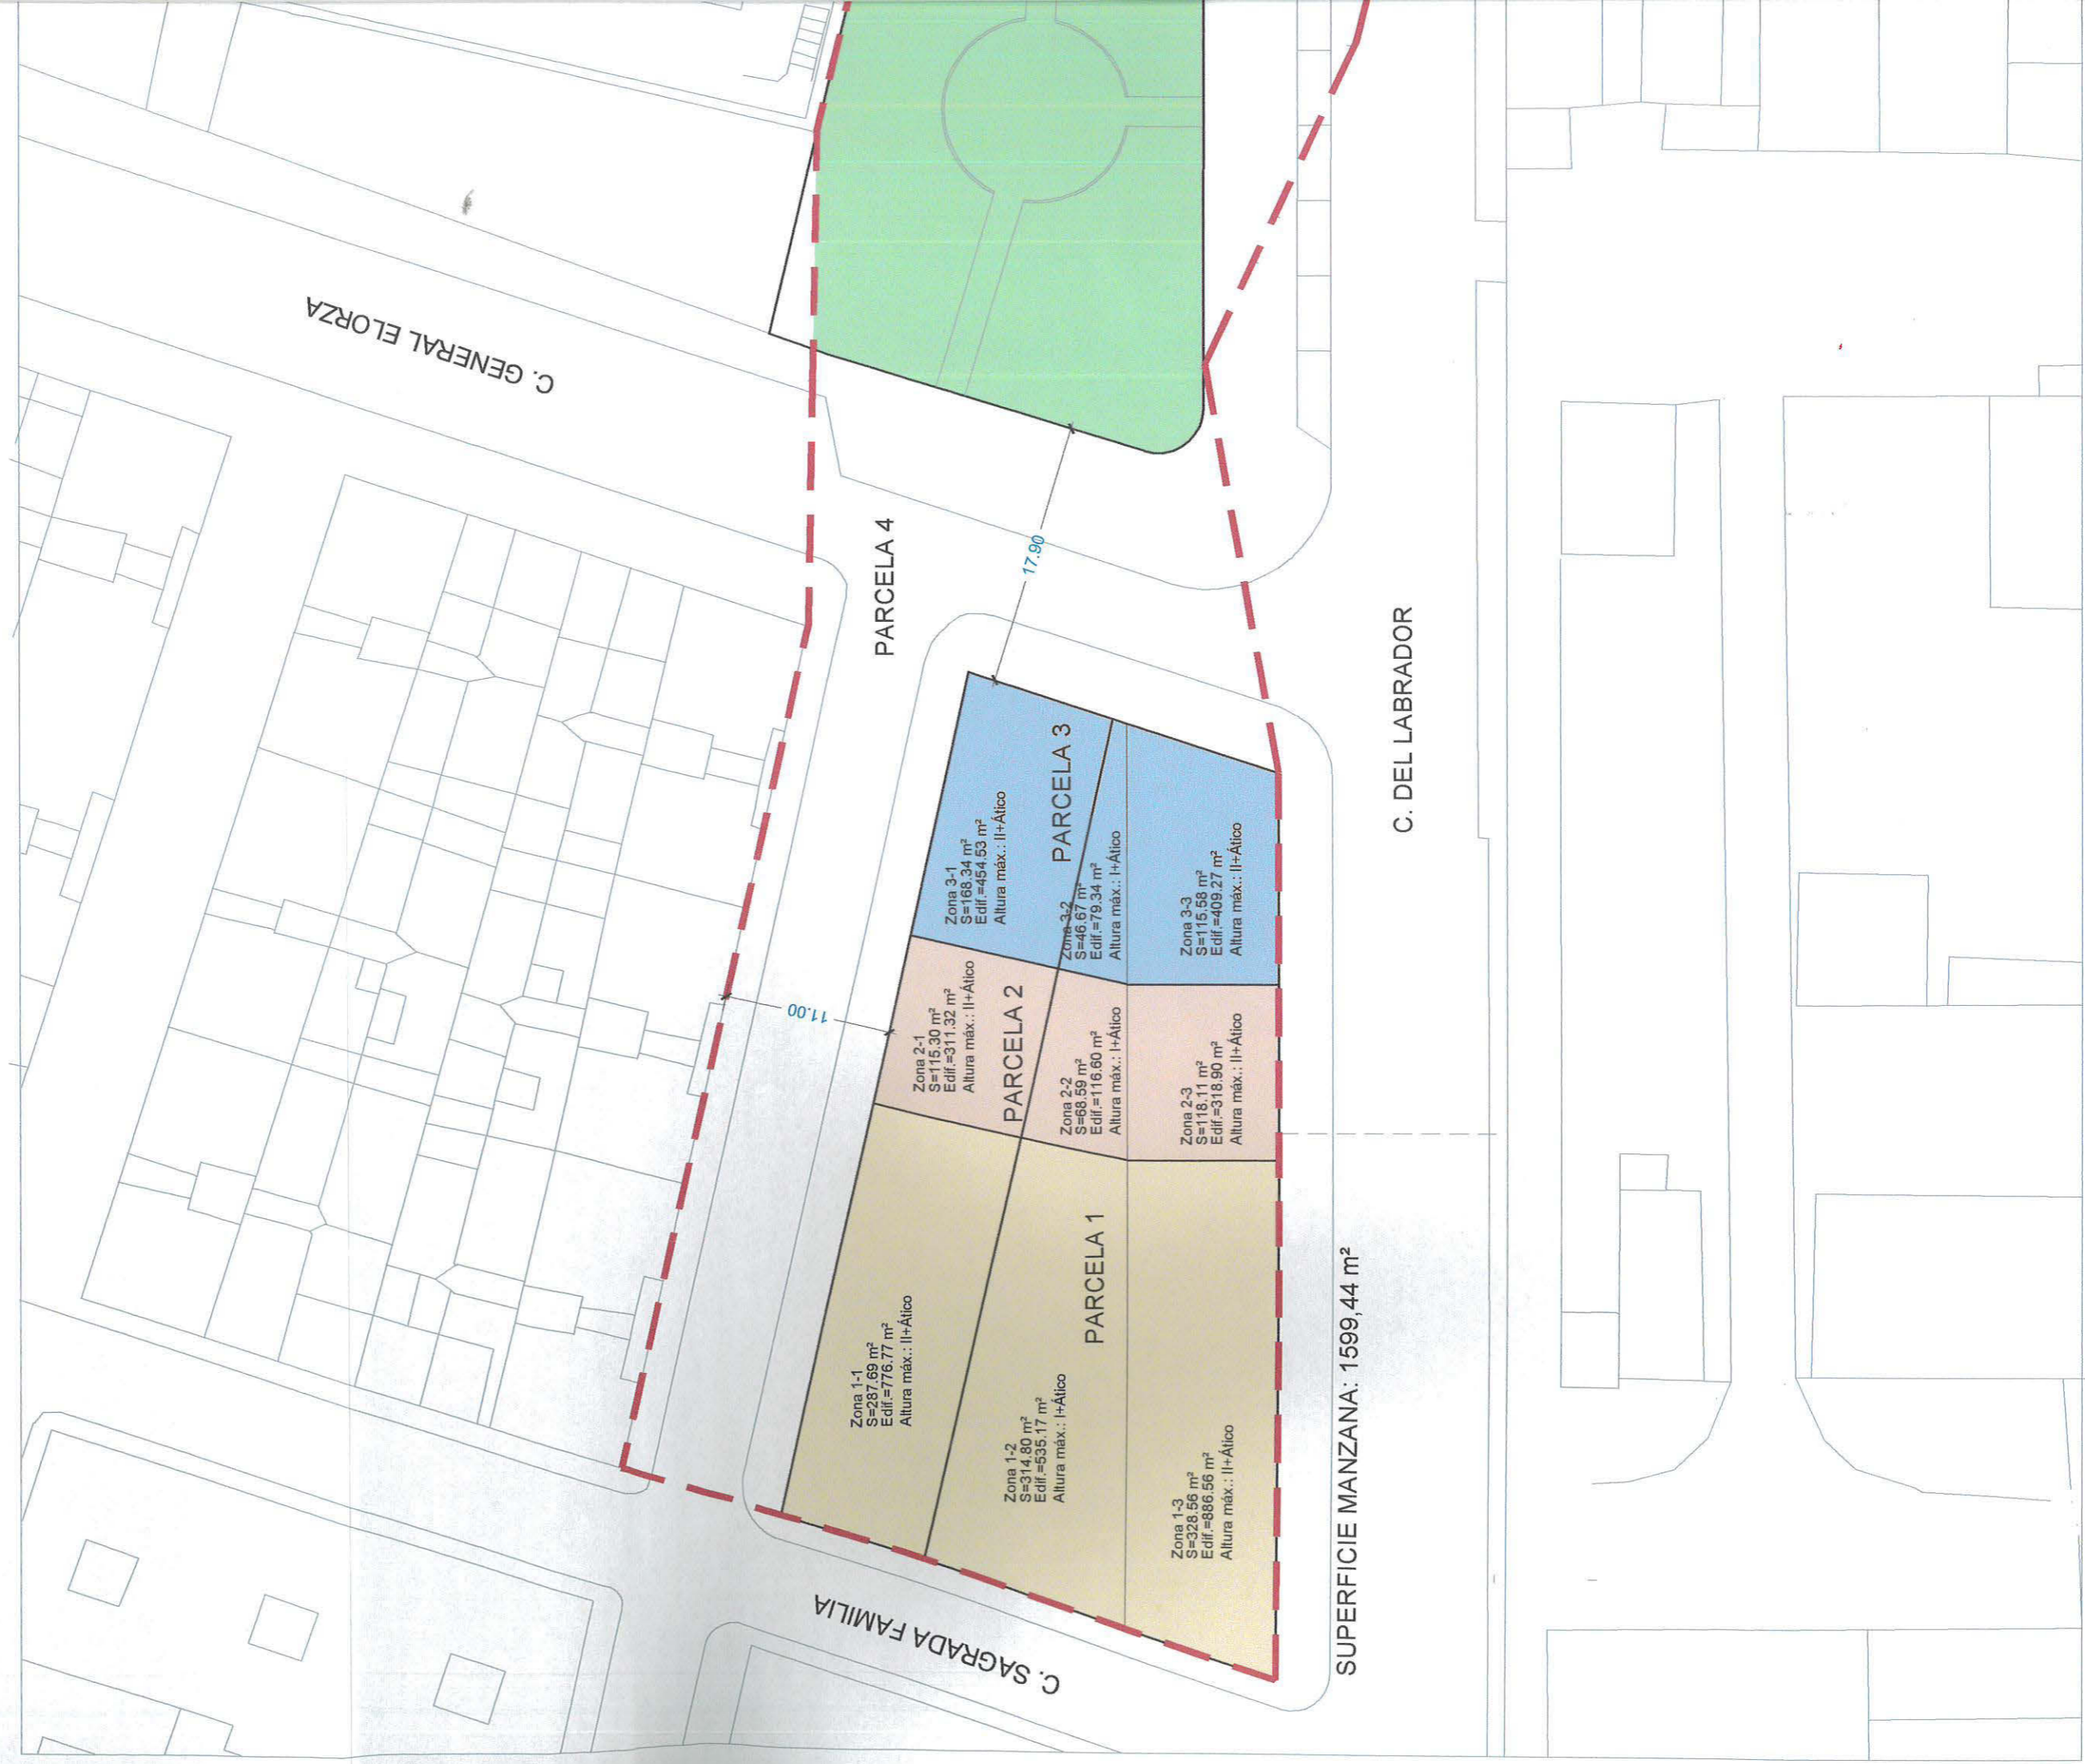 C. GENERAL ELORZA
PARCELA 4
17.90
C. DEL LABRADOR
PARCELA 3
Zona 3-1
S=168.34 m²
Edif.=454.53 m²
Altura máx.: II+Ático
Zona 3-2
S=46.67 m²
Edif.=79.34 m²
Altura máx.: I+Ático
Zona 3-3
S=115.58 m²
Edif.=409.27 m²
Altura máx.: II+Ático
11.00
Zona 2-1
S=115.30 m²
Edif.=311.32 m²
Altura máx.: II+Ático
PARCELA 2
Zona 2-2
S=68.59 m²
Edif.=116.60 m²
Altura máx.: I+Ático
Zona 2-3
S=118.11 m²
Edif.=318.90 m²
Altura máx.: II+Ático
PARCELA 1
Zona 1-1
S=287.69 m²
Edif.=776.77 m²
Altura máx.: II+Ático
Zona 1-2
S=314.80 m²
Edif.=535.17 m²
Altura máx.: I+Ático
Zona 1-3
S=328.56 m²
Edif.=886.56 m²
Altura máx.: II+Ático
SUPERFICIE MANZANA: 1599,44 m²
C. SAGRADA FAMILIA